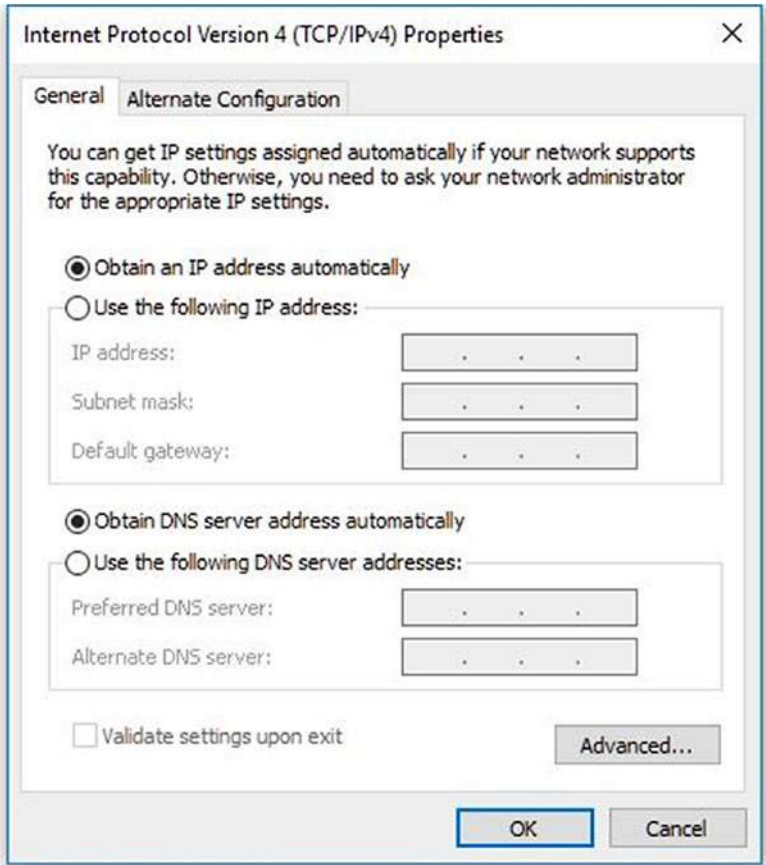 Internet Protocol Version 4 (TCP/IPv4) Properties
General
Alternate Configuration
You can get IP settings assigned automatically if your network supports
this capability. Otherwise, you need to ask your network administrator
for the appropriate IP settings.
Obtain an IP address automatically
Use the following IP address:
IP address:
Subnet mask:
Default gateway:
Obtain DNS server address automatically
Use the following DNS server addresses:
Preferred DNS server:
Alternate DNS server:
Validate settings upon exit
Advanced...
OK
Cancel